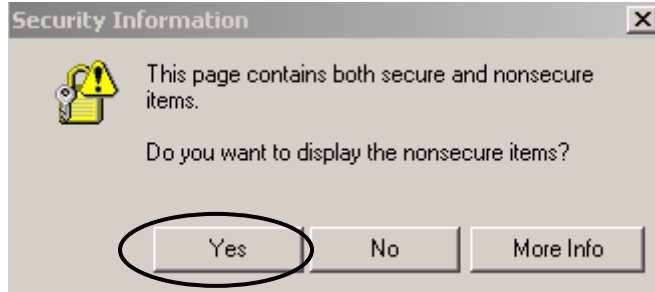 Security Information
This page contains both secure and nonsecure
items.
Do you want to display the nonsecure items?
Yes No More Info